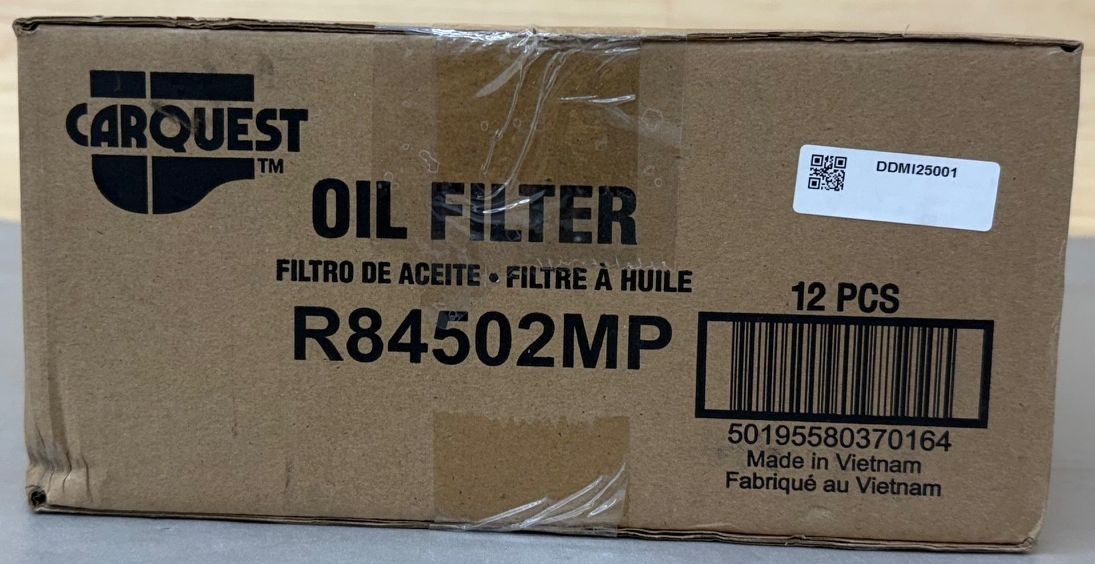 CARQUEST
TM
OIL FILTER
FILTRO DE ACEITE • FILTRE À HUILE
R84502MP
DDMI25001
12 PCS
50195580370164
Made in Vietnam
Fabriqué au Vietnam